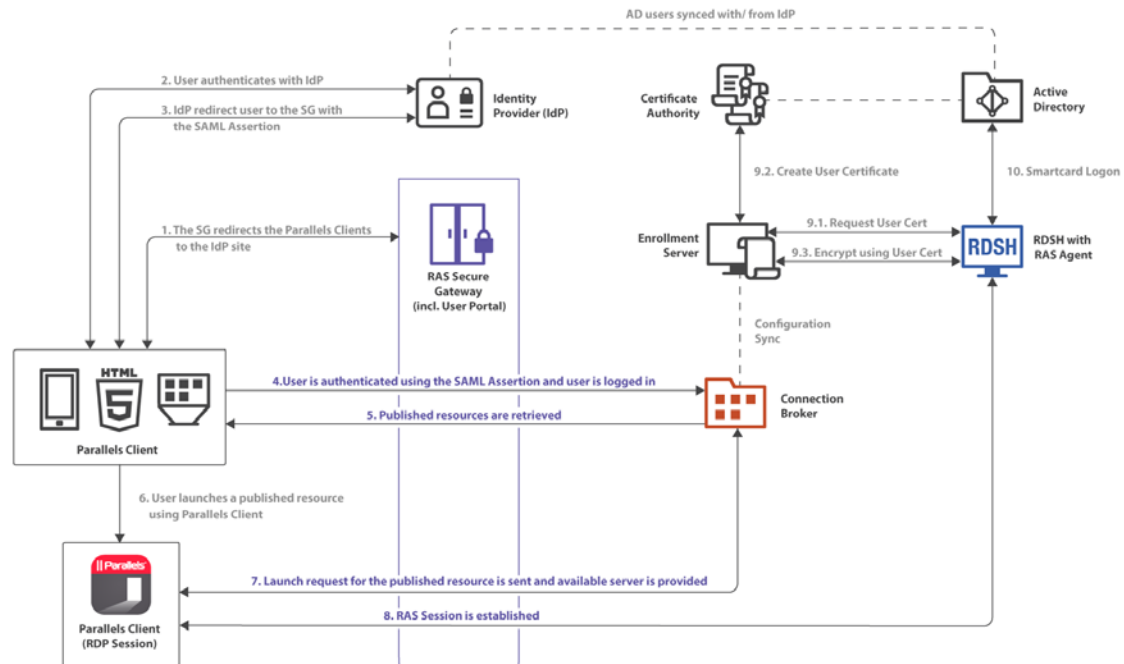 AD users synced with/ from IdP
2. User authenticates with IdP
3. IdP redirect user to the SG with
the SAML Assertion
Identity
Provider (IdP)
Certificate
Authority
Active
Directory
9.2. Create User Certificate
10. Smartcard Logon
1. The SG redirects the Parallels Clients
to the IdP site
RAS Secure
Gateway
(incl. User Portal)
Enrollment
Server
9.1. Request User Cert
9.3. Encrypt using User Cert
RDSH
RDSH with
RAS Agent
Configuration
Sync
HTML
5
Parallels Client
4.User is authenticated using the SAML Assertion and user is logged in
5. Published resources are retrieved
Connection
Broker
6. User launches a published resource
using Parallels Client
|| Parallels
Parallels Client
(RDP Session)
7. Launch request for the published resource is sent and available server is provided
8. RAS Session is established